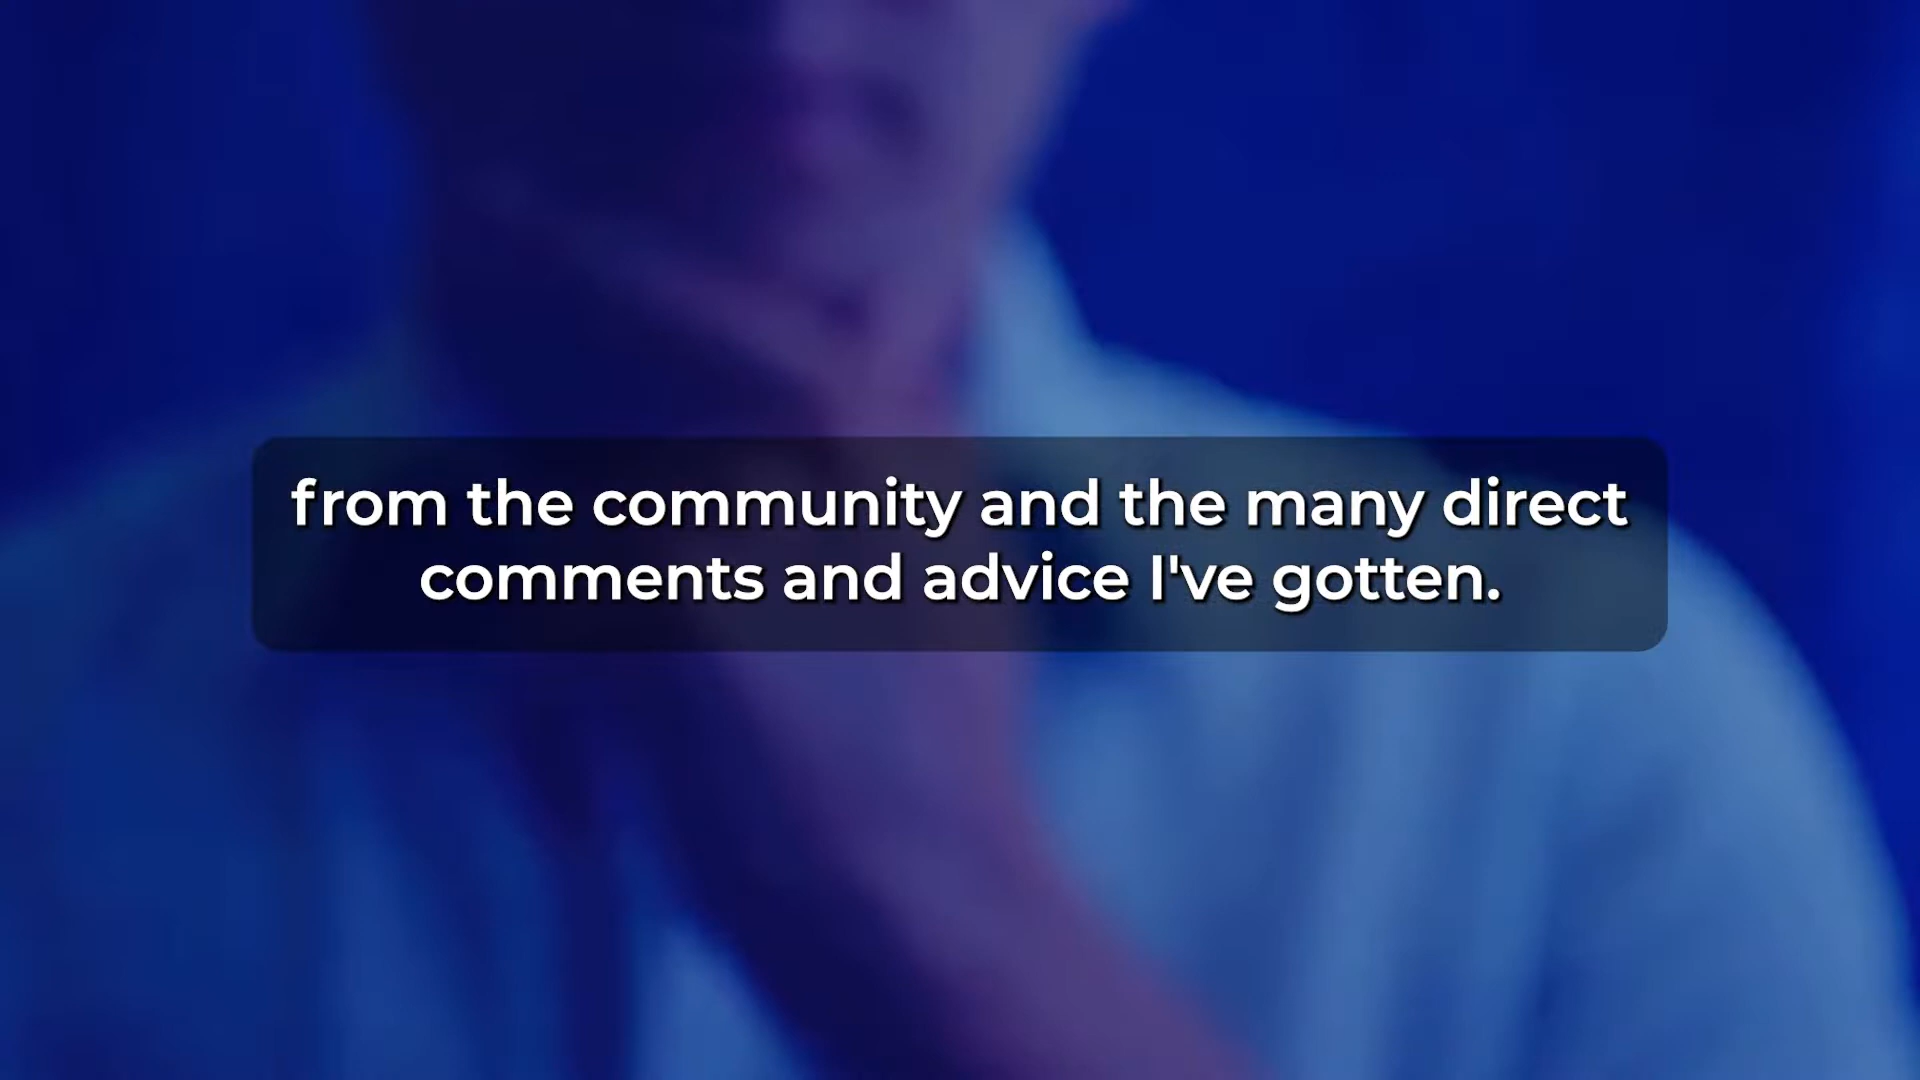 from the community and the many direct
comments and advice I've gotten.